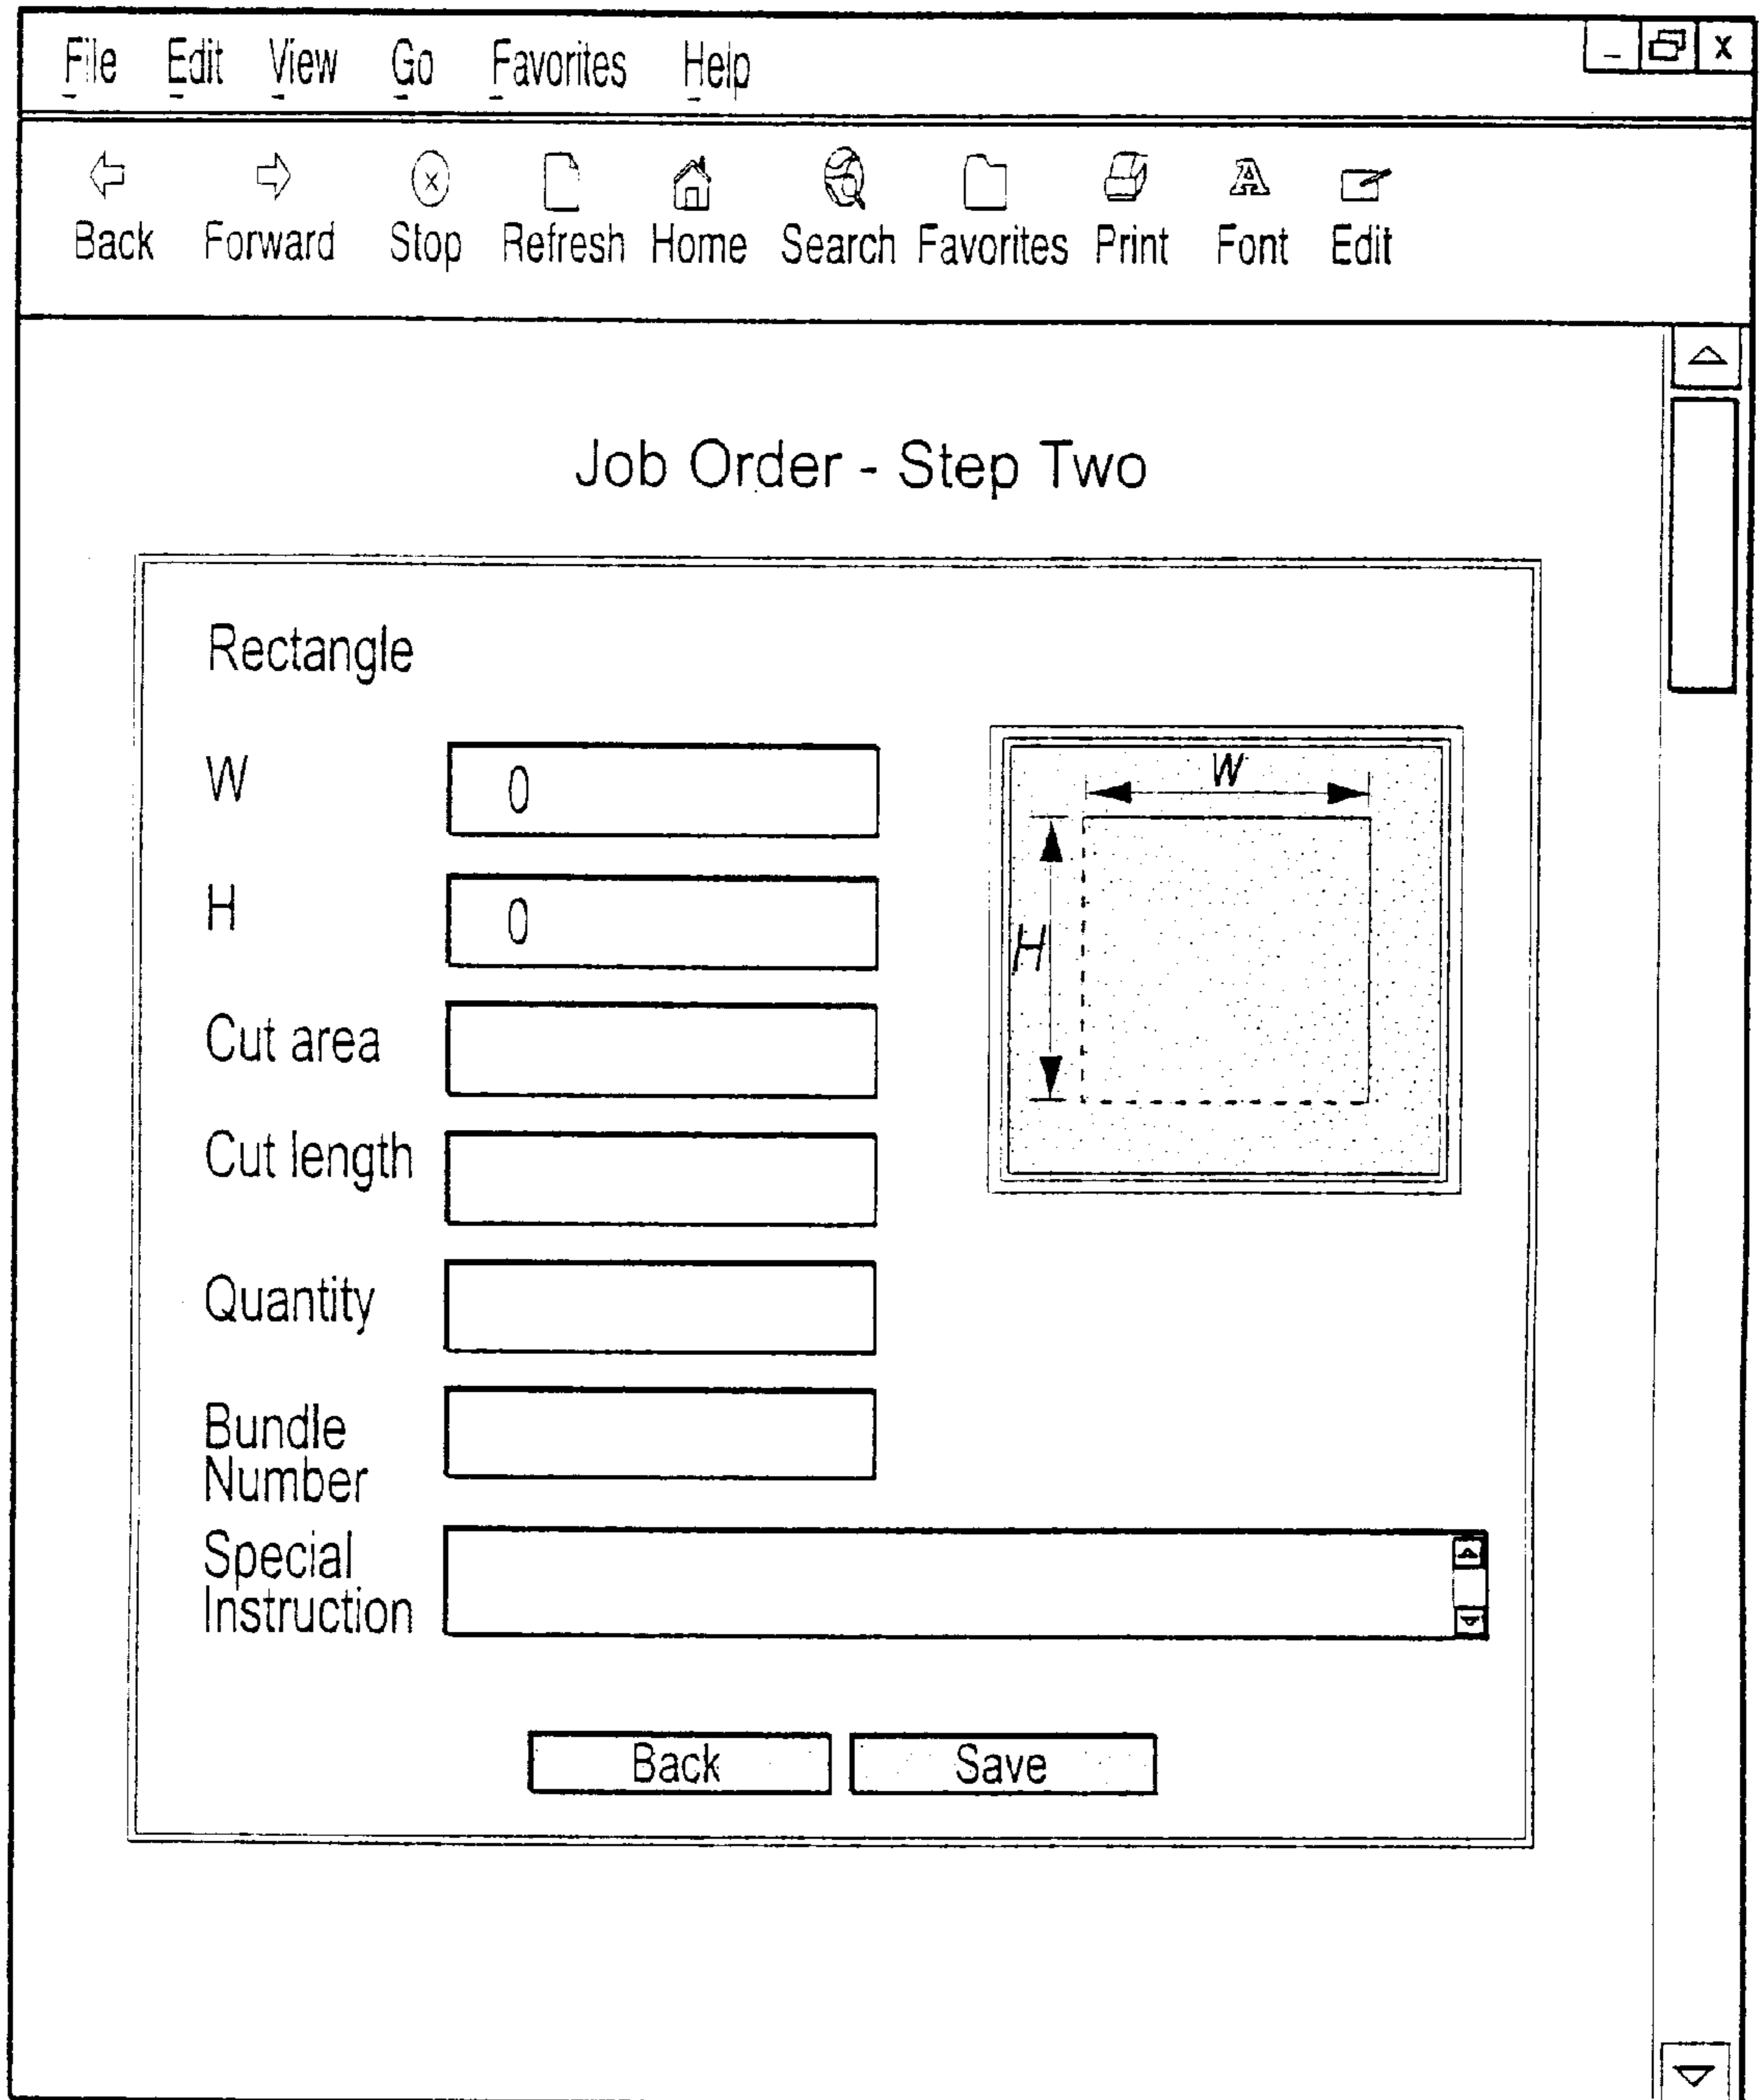 File Edit View Go Favorites Help
Back Forward Stop Refresh Home Search Favorites Print Font Edit
Job Order - Step Two
Rectangle
W 0
H 0
Cut area
Cut length
Quantity
Bundle
Number
Special
Instruction
W
H
Back Save